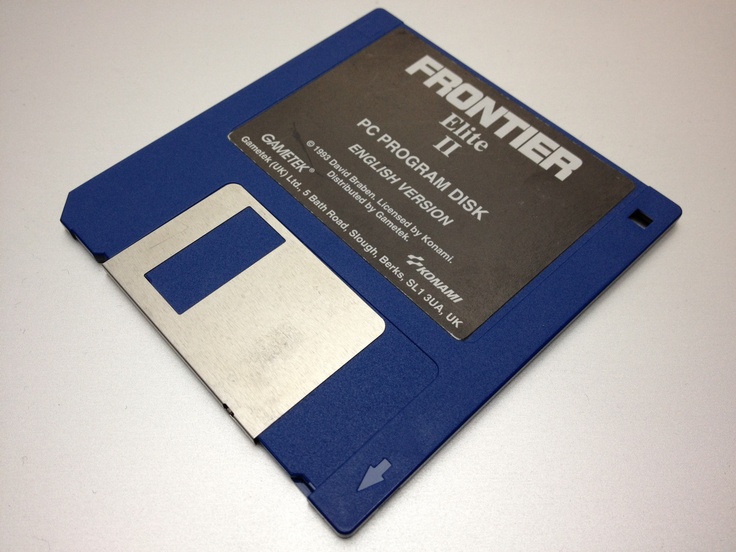 FRONTIER
Elite
II
PC PROGRAM DISK
ENGLISH VERSION
© 1993 David Braben. Licensed by Konami.
Distributed by Gametek.
GAMETEK®
KONAMI
Gametek (UK) Ltd, 5 Bath Road, Slough, Berks, SL1 3UA, UK